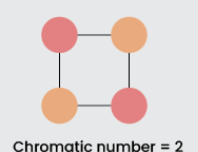 Chromatic number = 2